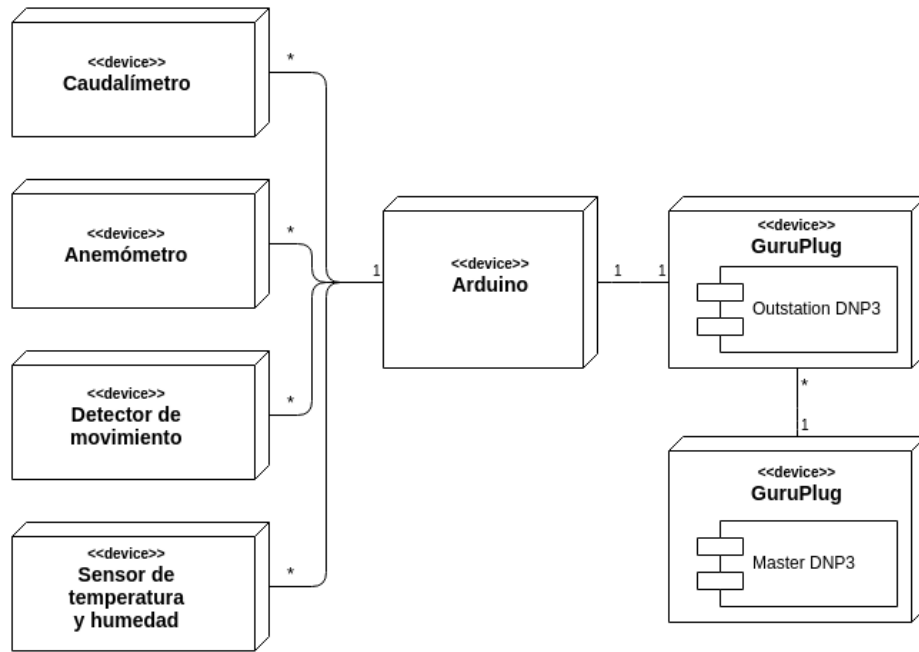 <<device>>
Caudalímetro
*
<<device>>
Anemómetro
*
<<device>>
Detector de
movimiento
*
<<device>>
Sensor de
temperatura
y humedad
*
1
<<device>>
Arduino
1
1
<<device>>
GuruPlug
Outstation DNP3
*
1
<<device>>
GuruPlug
Master DNP3